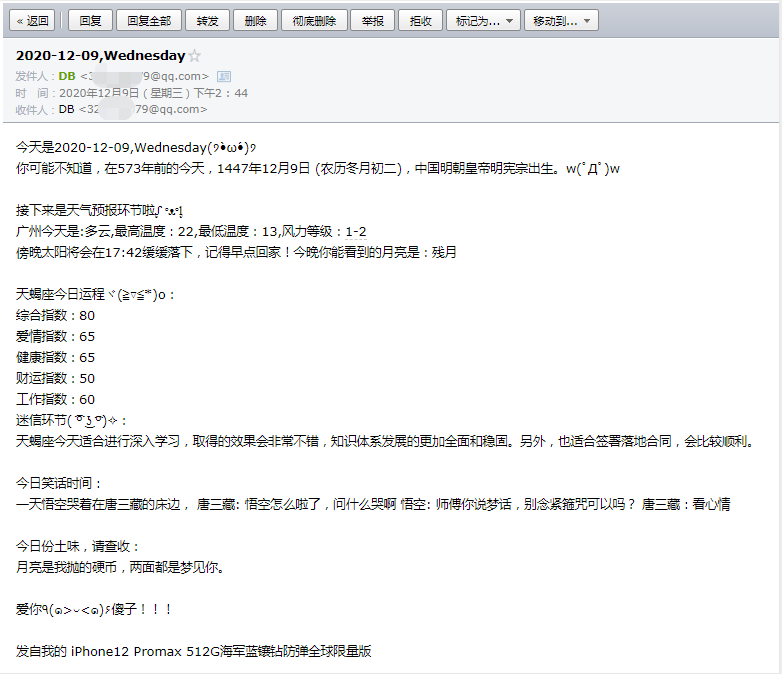 « 返回 回复 回复全部 转发 删除 彻底删除 举报 拒收 标记为... 移动到...
2020-12-09,Wednesday
发件人：DB <3 79@qq.com>
时 间：2020年12月9日（星期三）下午2：44
收件人：DB <32 79@qq.com>
今天是2020-12-09,Wednesday(و•̀ω•́)و
你可能不知道，在573年前的今天，1447年12月9日 (农历冬月初二)，中国明朝皇帝明宪宗出生。w(ﾟДﾟ)w
接下来是天气预报环节啦ʕ̢·͡ᴥ·ʔ̢
广州今天是:多云,最高温度：22,最低温度：13,风力等级：1-2
傍晚太阳将会在17:42缓缓落下，记得早点回家！今晚你能看到的月亮是：残月
天蝎座今日运程ヾ(≧▽≦*)o：
综合指数：80
爱情指数：65
健康指数：65
财运指数：50
工作指数：60
迷信环节( ͡° ͜ʖ ͡°)✧：
天蝎座今天适合进行深入学习，取得的效果会非常不错，知识体系发展的更加全面和稳固。另外，也适合签署落地合同，会比较顺利。
今日笑话时间：
一天悟空哭着在唐三藏的床边， 唐三藏: 悟空怎么啦了，问什么哭啊 悟空: 师傅你说梦话，别念紧箍咒可以吗？ 唐三藏：看心情
今日份土味，请查收：
月亮是我抛的硬币，两面都是梦见你。
爱你٩(๑>◡<๑)۶傻子！！！
发自我的 iPhone12 Promax 512G海军蓝镶钻防弹全球限量版